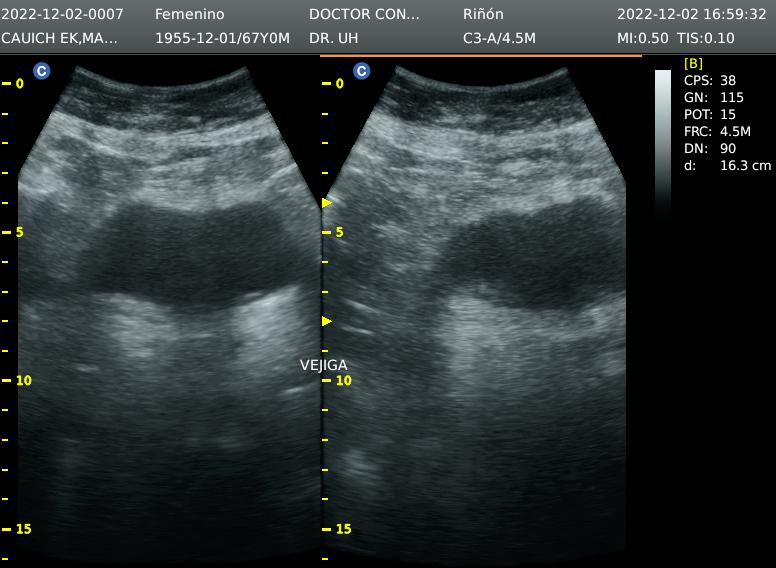 2022-12-02-0007 Femenino DOCTOR CON... Riñón 2022-12-02 16:59:32
CAUICH EK,MA... 1955-12-01/67Y0M DR. UH C3-A/4.5M MI:0.50 TIS:0.10
C
C
[B]
CPS: 38
GN: 115
POT: 15
FRC: 4.5M
DN: 90
d: 16.3 cm
0
5
10
15
0
5
10
15
VEJIGA